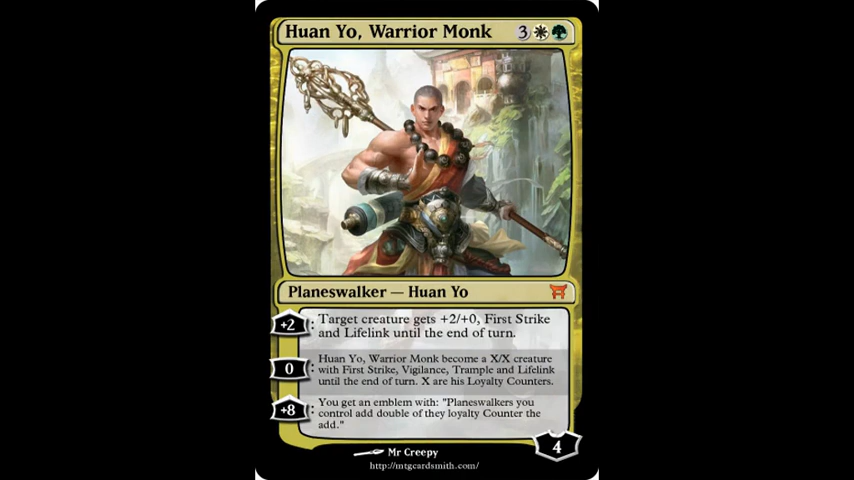 Huan Yo, Warrior Monk 3
Planeswalker — Huan Yo
+2 : Target creature gets +2/+0, First Strike
and Lifelink until the end of turn.
0 : Huan Yo, Warrior Monk become a X/X creature
with First Strike, Vigilance, Trample and Lifelink
until the end of turn. X are his Loyalty Counters.
+8 : You get an emblem with: "Planeswalkers you
control add double of they loyalty Counter the
add."
4
Mr Creepy
http://mtgcardsmith.com/